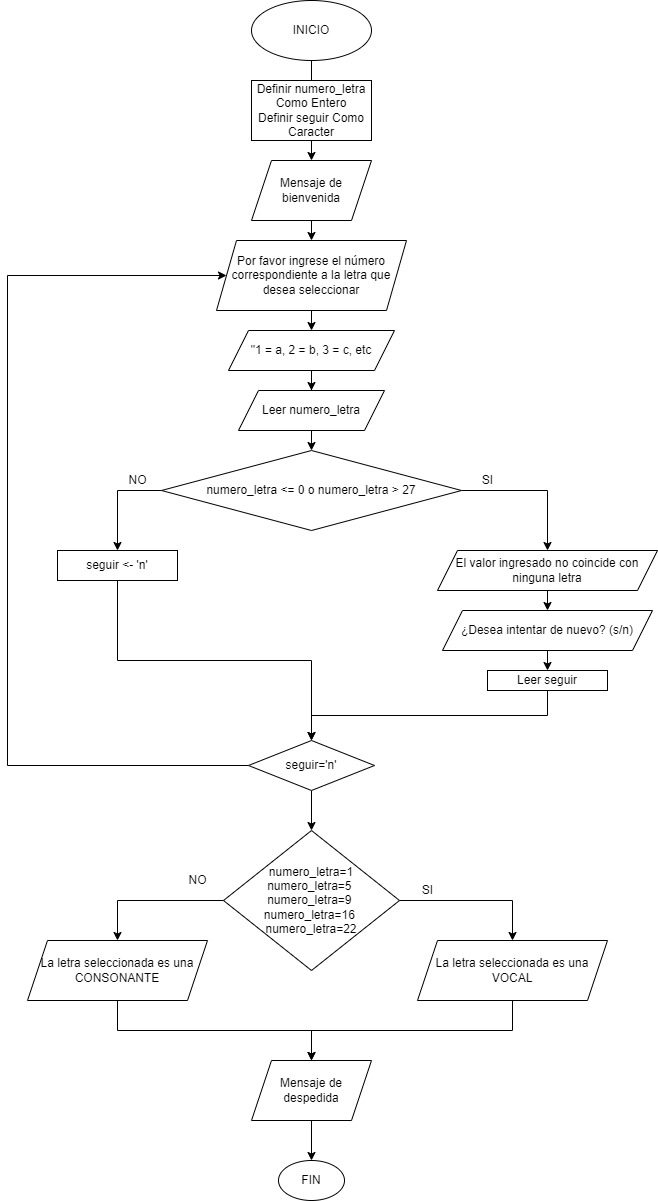 INICIO
Definir numero_letra
Como Entero
Definir seguir Como
Caracter
Mensaje de
bienvenida
Por favor ingrese el número
correspondiente a la letra que
desea seleccionar
"1 = a, 2 = b, 3 = c, etc
Leer numero_letra
numero_letra <= 0 o numero_letra > 27
NO
SI
seguir <- 'n'
El valor ingresado no coincide con
ninguna letra
¿Desea intentar de nuevo? (s/n)
Leer seguir
seguir='n'
numero_letra=1
numero_letra=5
numero_letra=9
numero_letra=16
numero_letra=22
NO
SI
La letra seleccionada es una
CONSONANTE
La letra seleccionada es una
VOCAL
Mensaje de
despedida
FIN